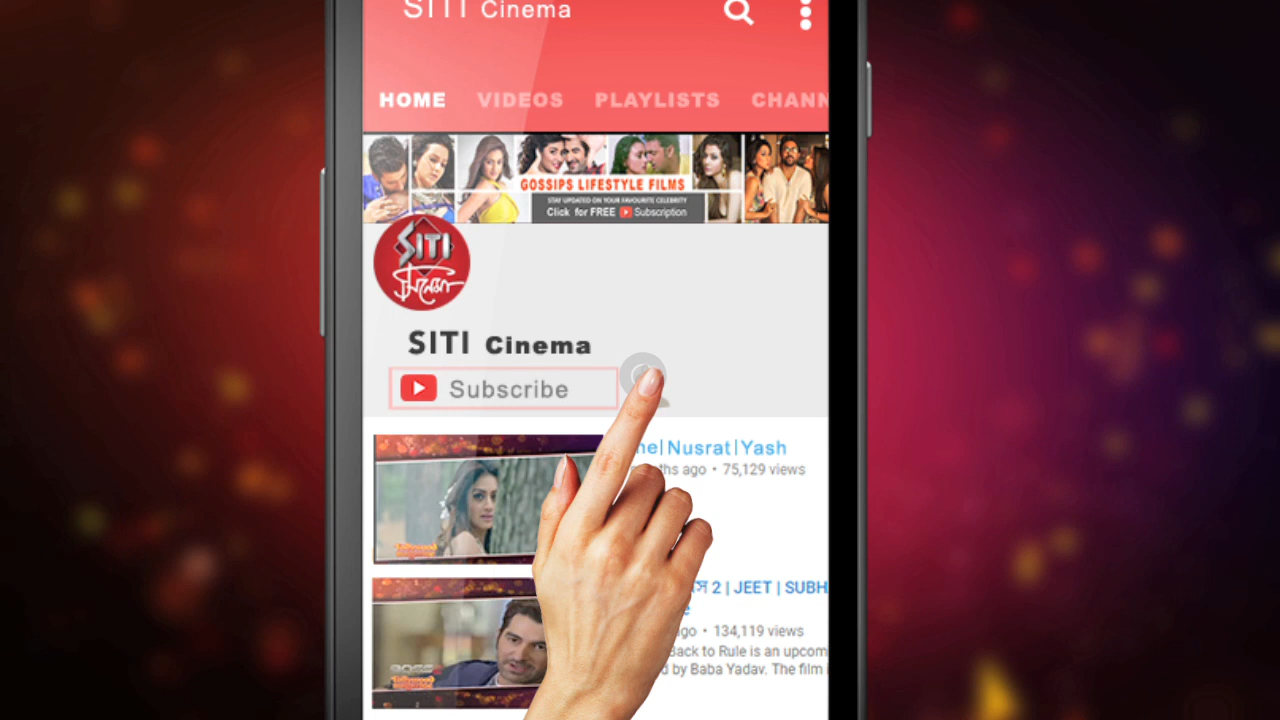 SITI Cinema
HOME VIDEOS PLAYLISTS CHANN
GOSSIPS LIFESTYLE FILMS
STAY UPDATED ON YOUR FAVOURITE CELEBRITY
Click for FREE Subscription
SITI
সিনেমা
SITI Cinema
Subscribe
ne|Nusrat|Yash
ths ago • 75,129 views
স 2 | JEET | SUBH
e
ago • 134,119 views
Back to Rule is an upcom
d by Baba Yadav. The film i